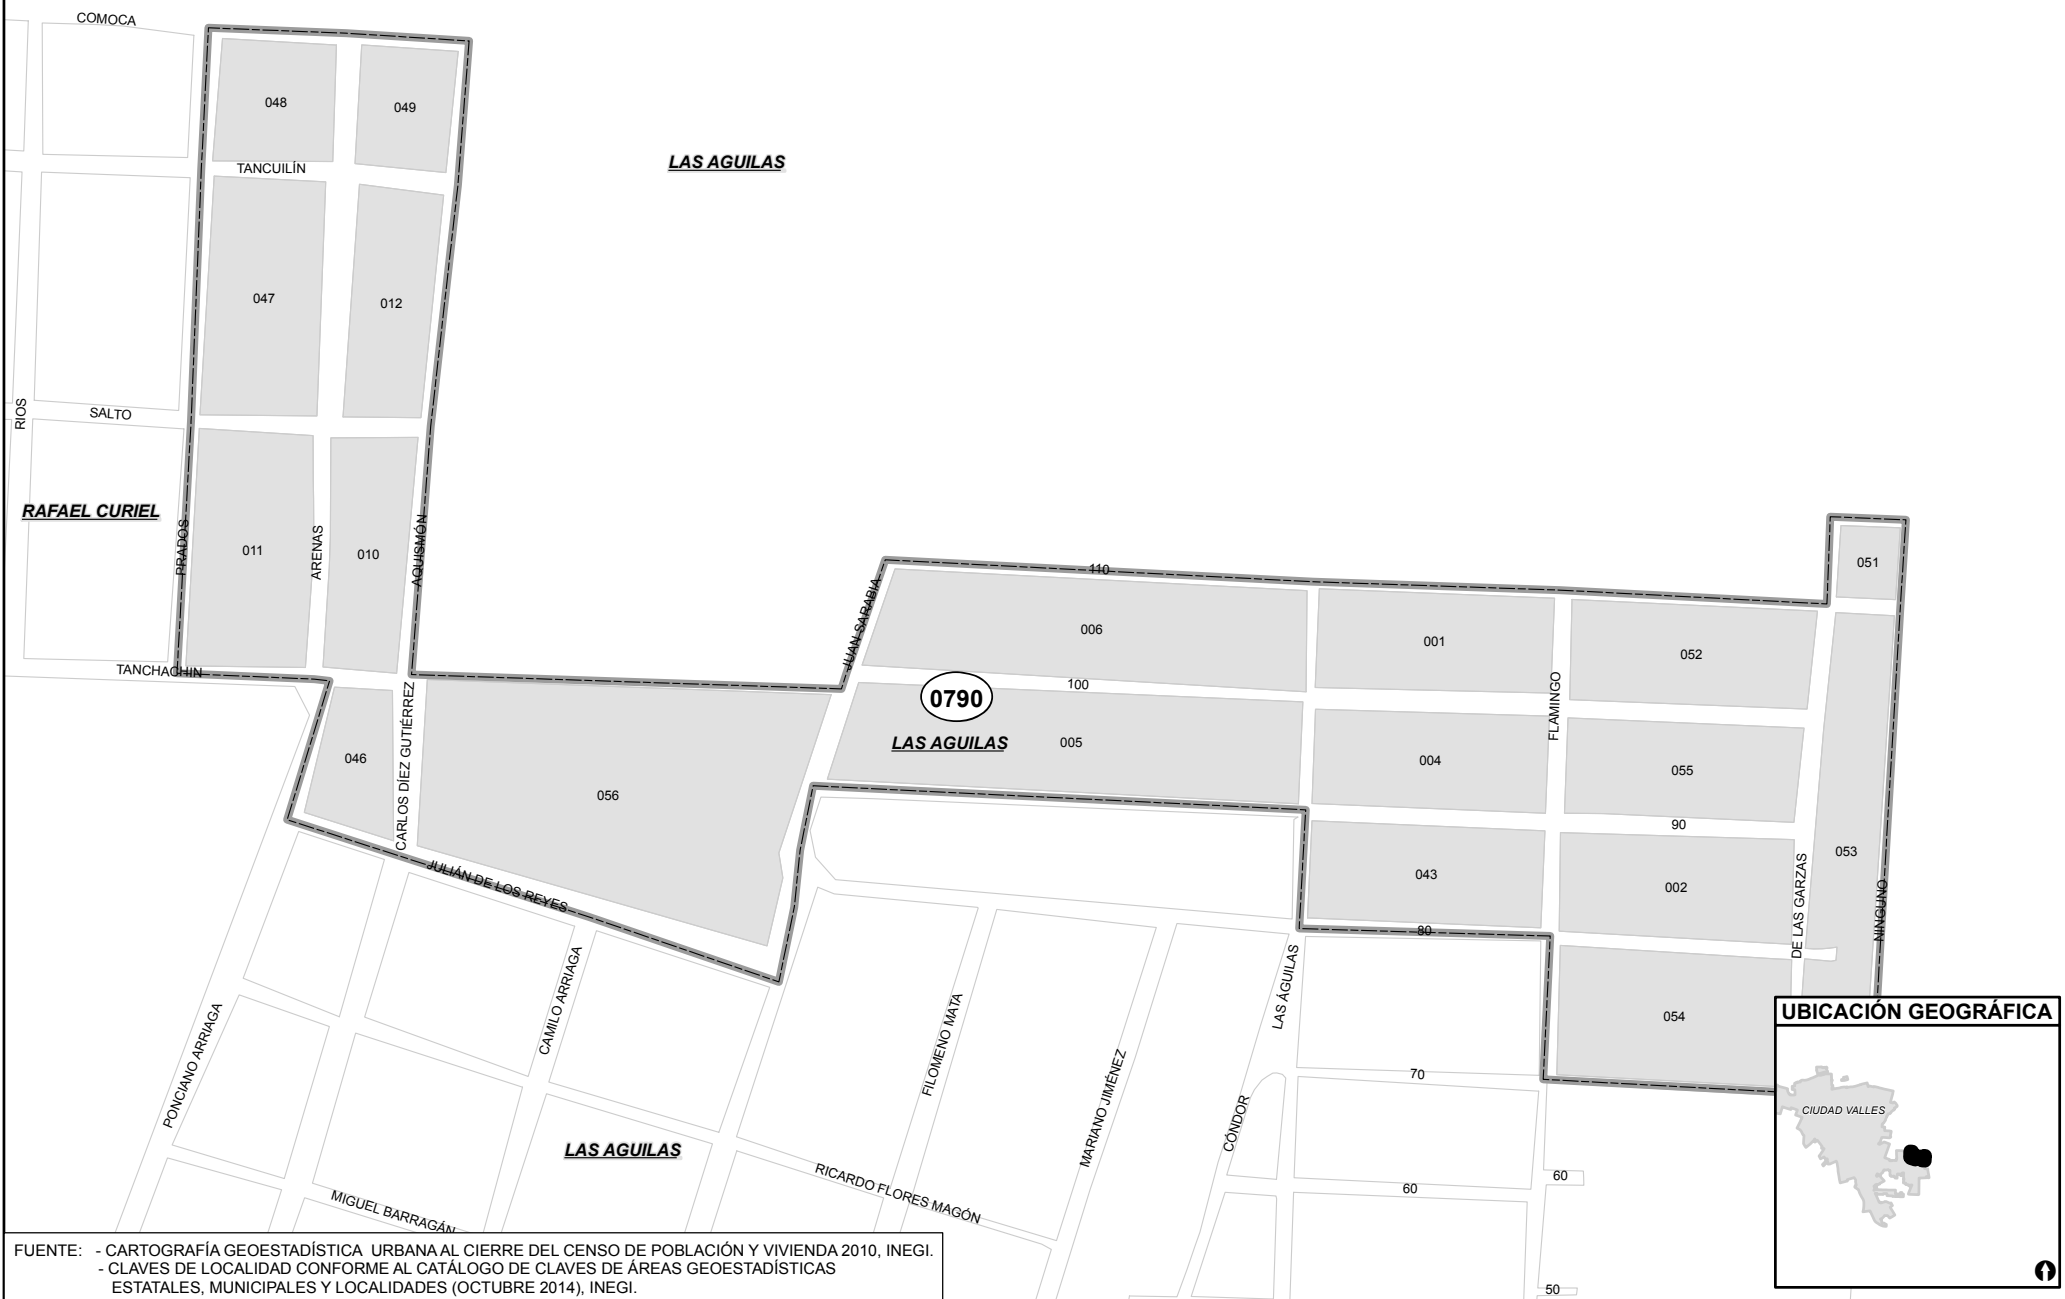 COMOCA
048
049
TANCUILÍN
LAS AGUILAS
047
012
RIOS
SALTO
RAFAEL CURIEL
PRADOS
011
ARENAS
010
AQUISMÓN
TANCHACHIN
110
JUAN SARABIA
006
001
052
051
100
0790
LAS AGUILAS
005
FLAMINGO
004
055
046
CARLOS DÍEZ GUTIÉRREZ
056
90
053
043
002
DE LAS GARZAS
NINGUNO
JULIÁN DE LOS REYES
80
CAMILO ARRIAGA
LAS ÁGUILAS
PONCIANO ARRIAGA
FILOMENO MATA
MARIANO JIMÉNEZ
054
70
CÓNDOR
LAS AGUILAS
RICARDO FLORES MAGÓN
MIGUEL BARRAGÁN
60
60
50
UBICACIÓN GEOGRÁFICA
CIUDAD VALLES
FUENTE: - CARTOGRAFÍA GEOESTADÍSTICA URBANA AL CIERRE DEL CENSO DE POBLACIÓN Y VIVIENDA 2010, INEGI.
- CLAVES DE LOCALIDAD CONFORME AL CATÁLOGO DE CLAVES DE ÁREAS GEOESTADÍSTICAS
ESTATALES, MUNICIPALES Y LOCALIDADES (OCTUBRE 2014), INEGI.